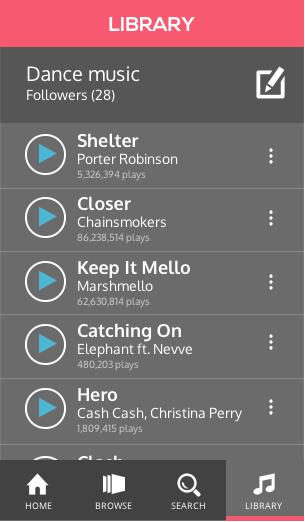 LIBRARY
Dance music
Followers (28)
Shelter
Porter Robinson
5,326,394 plays
Closer
Chainsmokers
86,238,514 plays
Keep It Mello
Marshmello
62,630,814 plays
Catching On
Elephant ft. Nevve
480,203 plays
Hero
Cash Cash, Christina Perry
1,809,415 plays
HOME
BROWSE
SEARCH
LIBRARY